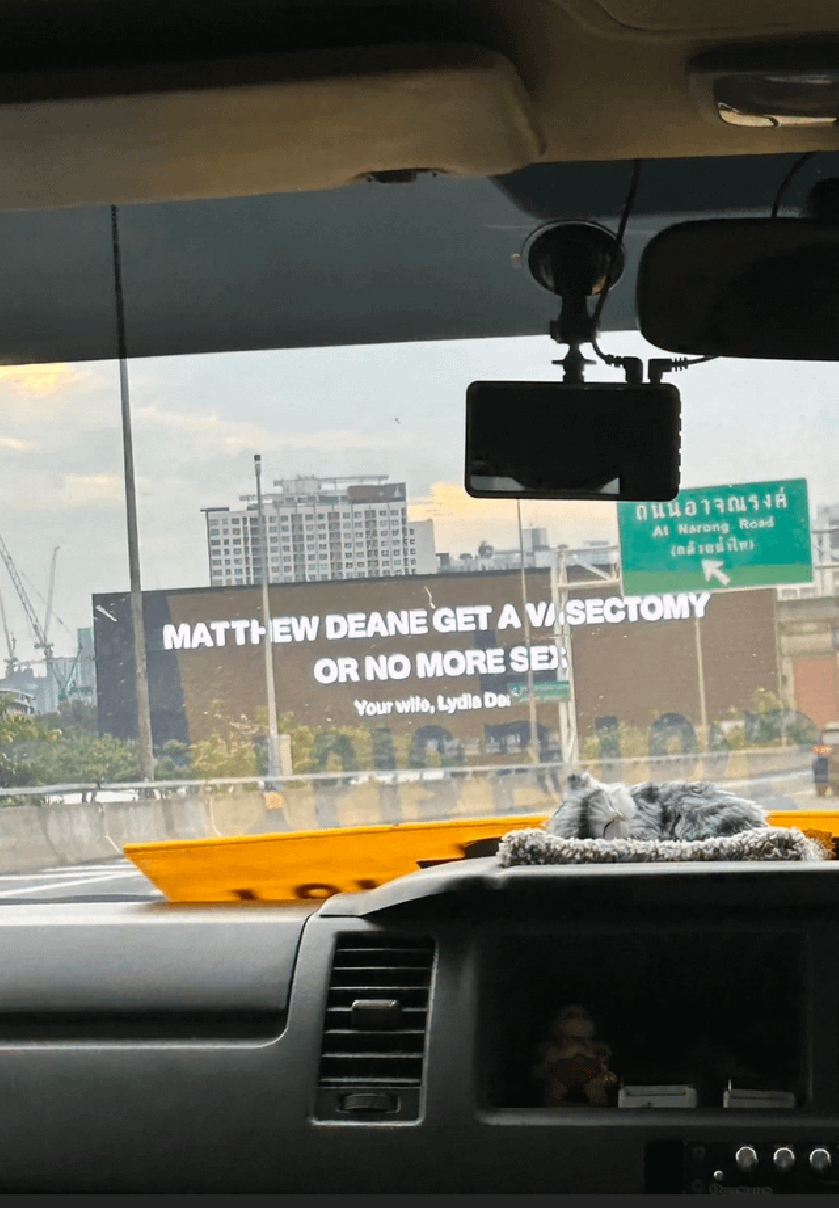 ถนนอาจณรงค์
At Narong Road
MATTHEW DEANE GET A VASECTOMY
OR NO MORE SEX
Your wife, Lydia